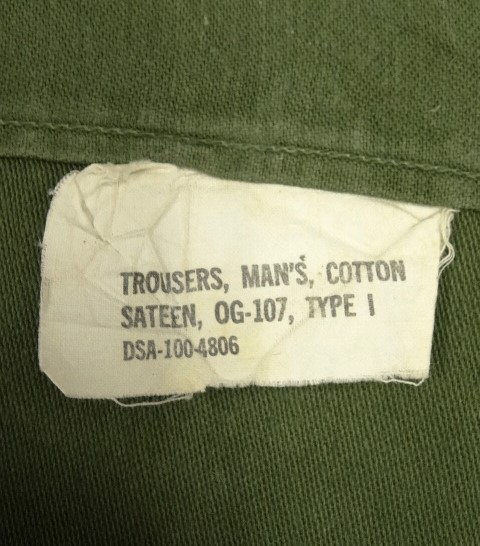 TROUSERS, MAN'S, COTTON
SATEEN, OG-107, TYPE I
DSA-100-4806